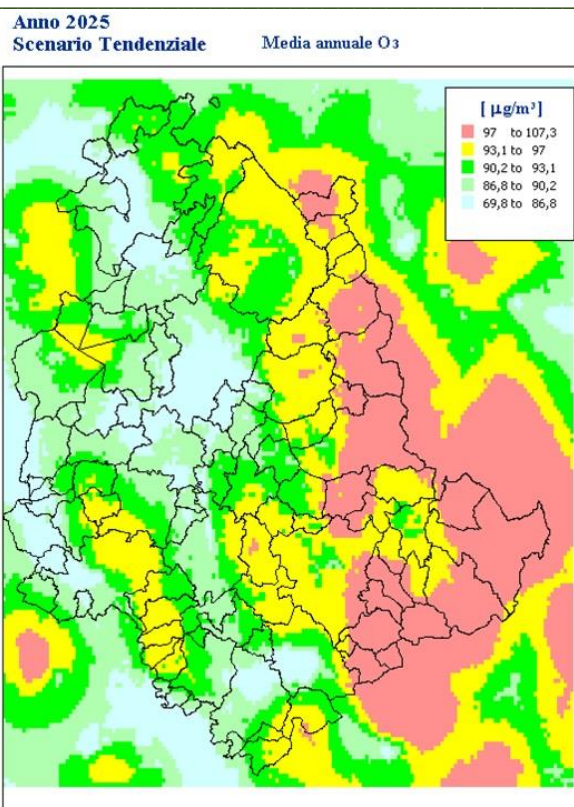 Anno 2025
Scenario Tendenziale Media annuale O3
[ µg/m³]
97 to 107,3
93,1 to 97
90,2 to 93,1
86,8 to 90,2
69,8 to 86,8